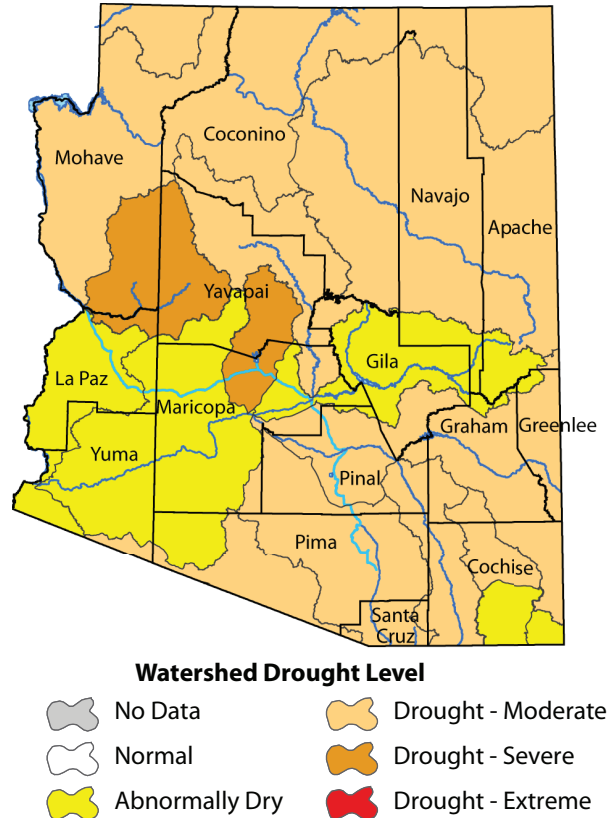 Coconino
Mohave
Navajo
Apache
Yavapai
Gila
La Paz
Maricopa
Graham
Greenlee
Yuma
Pinal
Pima
Cochise
Santa
Cruz
Watershed Drought Level
No Data
Drought - Moderate
Normal
Drought - Severe
Abnormally Dry
Drought - Extreme